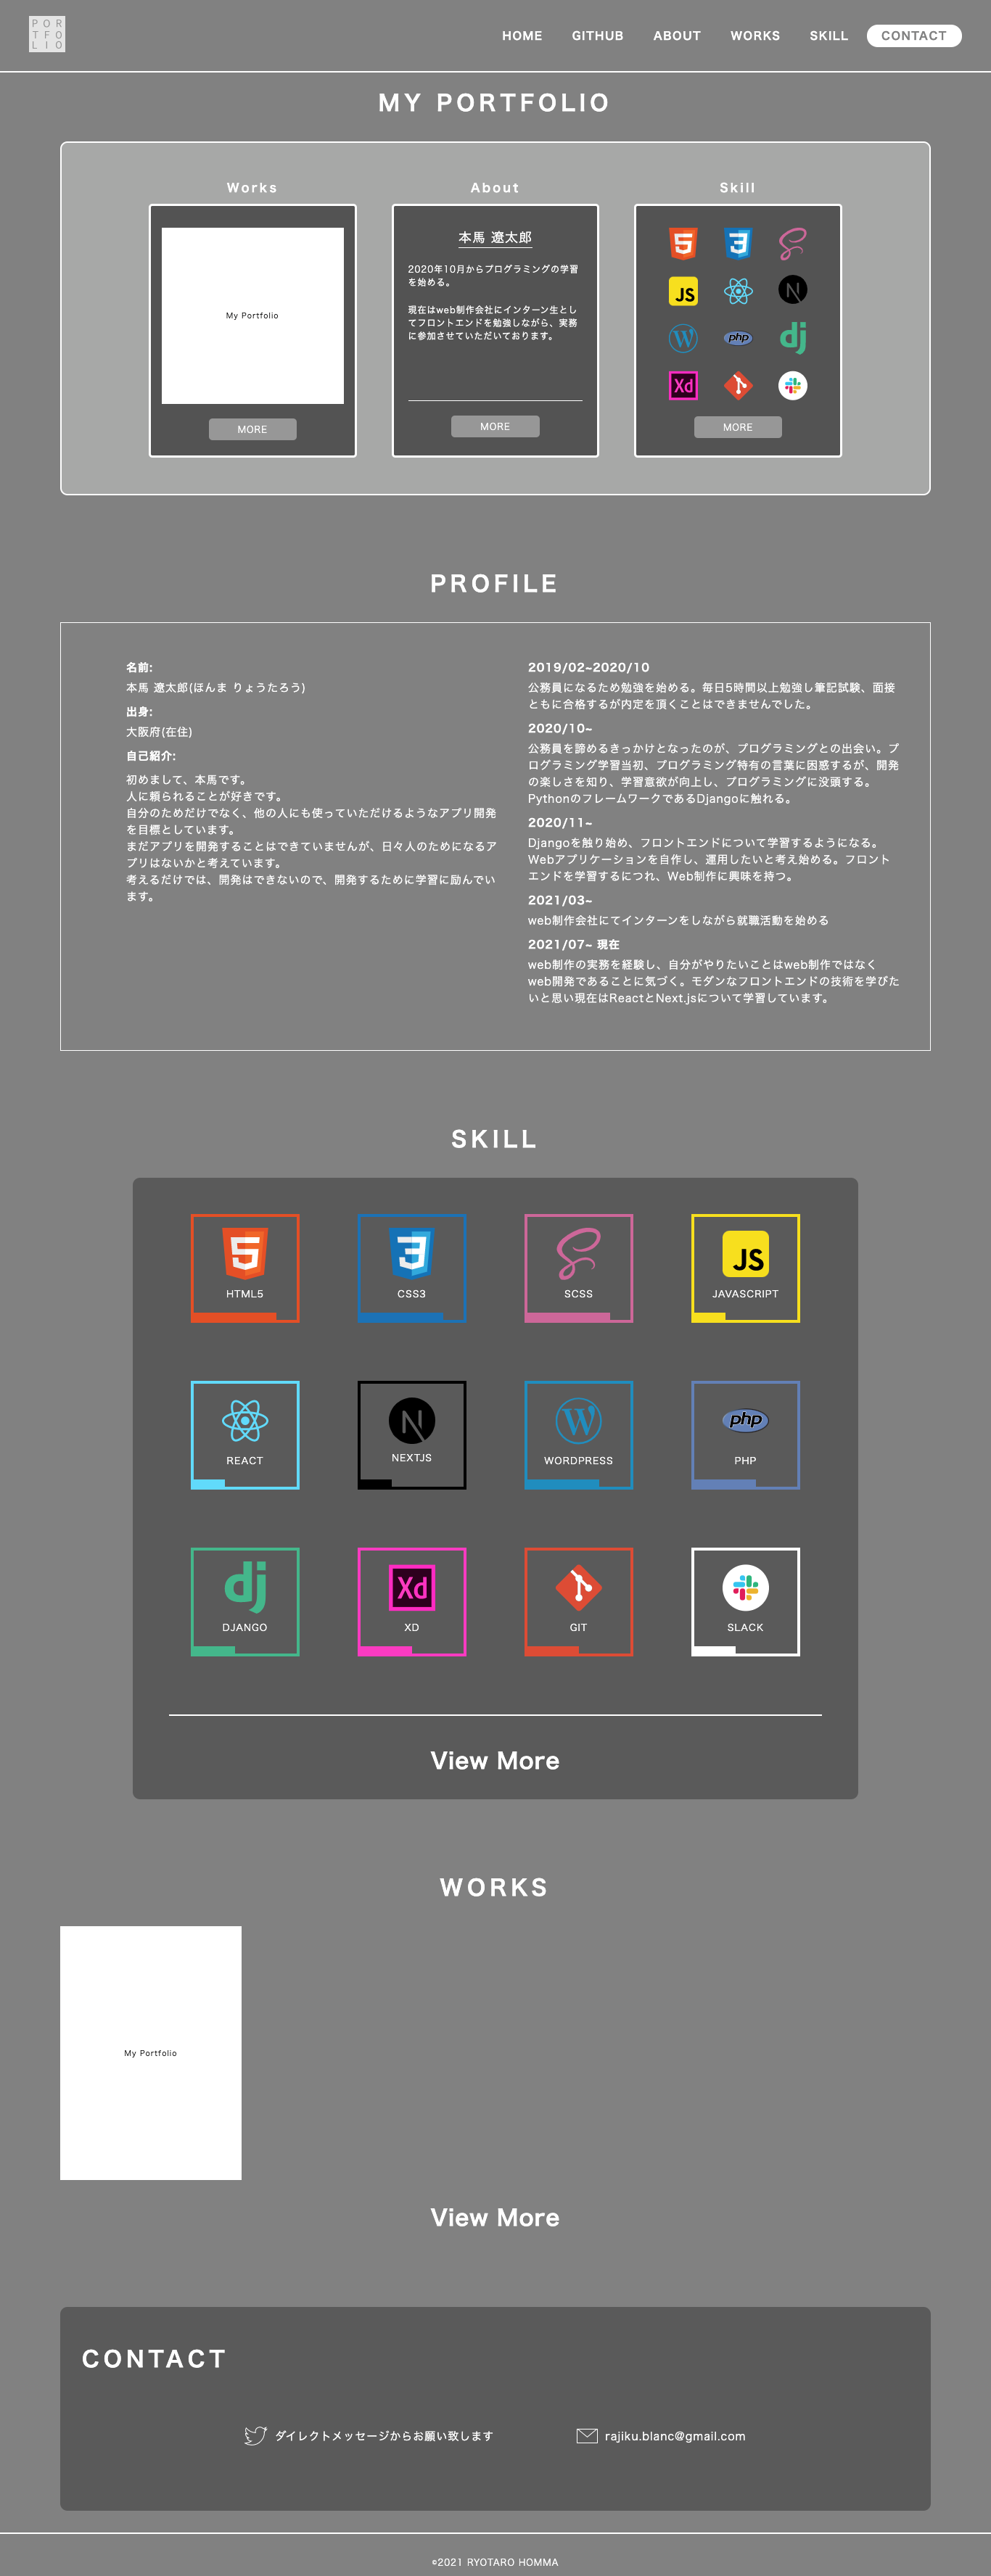 POR
TFO
LIO
HOME GITHUB ABOUT WORKS SKILL CONTACT
MY PORTFOLIO
Works
My Portfolio
MORE
About
本馬 遼太郎
2020年10月からプログラミングの学習
を始める。
現在はweb制作会社にインターン生とし
てフロントエンドを勉強しながら、実務
に参加させていただいております。
MORE
Skill
5 3
JS N
W php dj
Xd
MORE
PROFILE
名前:
本馬 遼太郎(ほんま りょうたろう)
出身:
大阪府(在住)
自己紹介:
初めまして、本馬です。
人に頼られることが好きです。
自分のためだけでなく、他の人にも使っていただけるようなアプリ開発
を目標としています。
まだアプリを開発することはできていませんが、日々人のためになるア
プリはないかと考えています。
考えるだけでは、開発はできないので、開発するために学習に励んでい
ます。
2019/02~2020/10
公務員になるため勉強を始める。毎日5時間以上勉強し筆記試験、面接
ともに合格するが内定を頂くことはできませんでした。
2020/10~
公務員を諦めるきっかけとなったのが、プログラミングとの出会い。プ
ログラミング学習当初、プログラミング特有の言葉に困惑するが、開発
の楽しさを知り、学習意欲が向上し、プログラミングに没頭する。
PythonのフレームワークであるDjangoに触れる。
2020/11~
Djangoを触り始め、フロントエンドについて学習するようになる。
Webアプリケーションを自作し、運用したいと考え始める。フロント
エンドを学習するにつれ、Web制作に興味を持つ。
2021/03~
web制作会社にてインターンをしながら就職活動を始める
2021/07~ 現在
web制作の実務を経験し、自分がやりたいことはweb制作ではなく
web開発であることに気づく。モダンなフロントエンドの技術を学びた
いと思い現在はReactとNext.jsについて学習しています。
SKILL
5 3 JS
HTML5 CSS3 SCSS JAVASCRIPT
N W php
REACT NEXTJS WORDPRESS PHP
dj Xd
DJANGO XD GIT SLACK
View More
WORKS
My Portfolio
View More
CONTACT
ダイレクトメッセージからお願い致します
rajiku.blanc@gmail.com
©2021 RYOTARO HOMMA